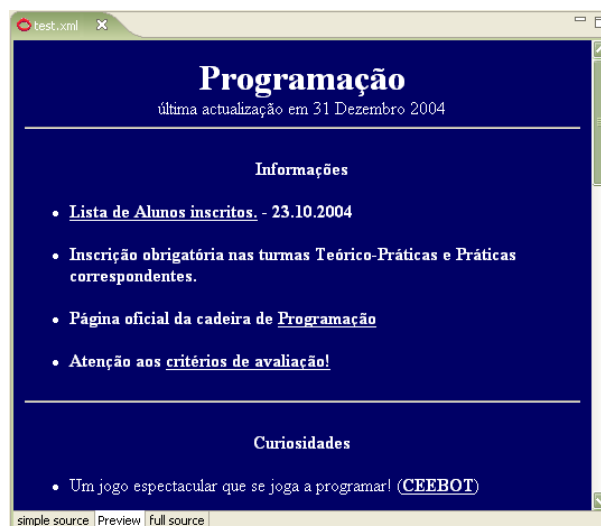 test.xml
Programação
última actualização em 31 Dezembro 2004
Informações
Lista de Alunos inscritos. - 23.10.2004
Inscrição obrigatória nas turmas Teórico-Práticas e Práticas
correspondentes.
Página oficial da cadeira de Programação
Atenção aos critérios de avaliação!
Curiosidades
Um jogo espectacular que se joga a programar! (CEEBOT)
simple source Preview full source